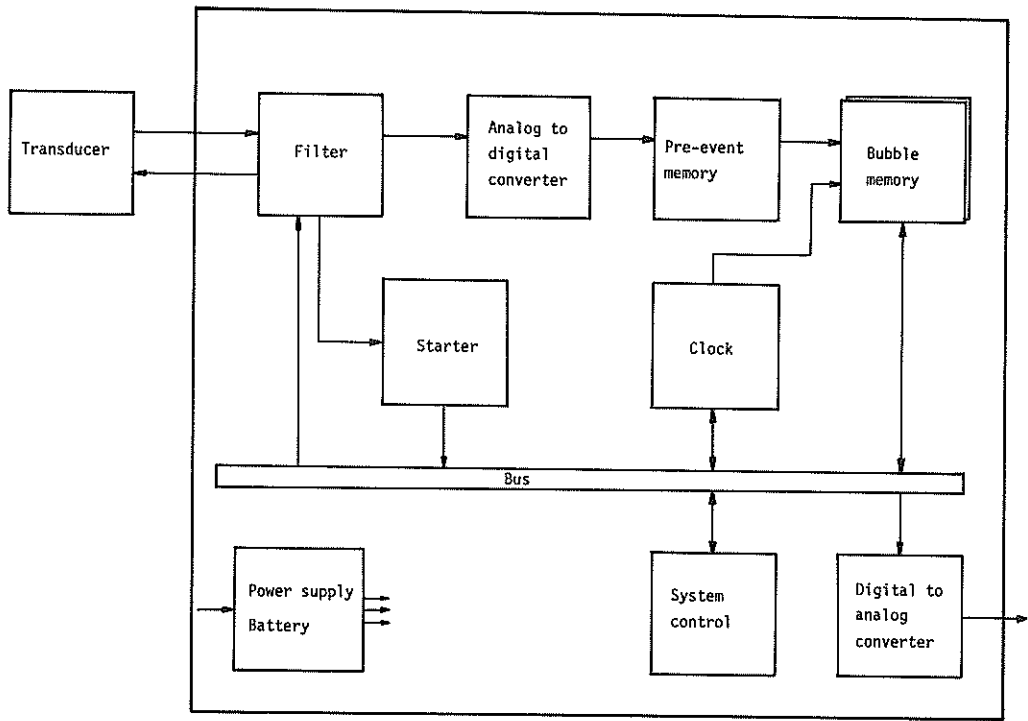 Transducer
Filter
Analog to
digital
converter
Pre-event
memory
Bubble
memory
Starter
Clock
Bus
Power supply
Battery
System
control
Digital to
analog
converter